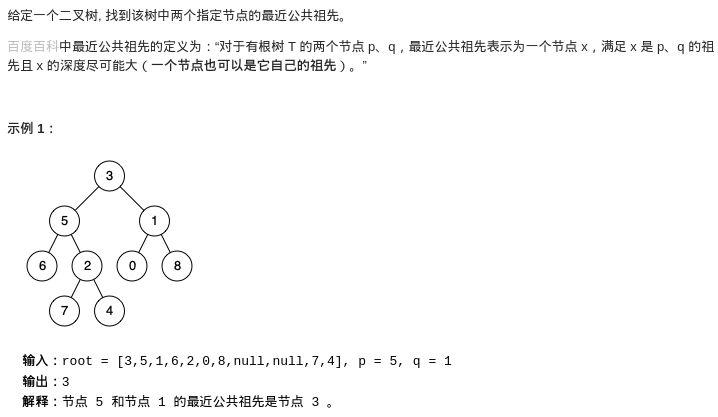 给定一个二叉树, 找到该树中两个指定节点的最近公共祖先。
百度百科中最近公共祖先的定义为：“对于有根树 T 的两个节点 p、q，最近公共祖先表示为一个节点 x，满足 x 是 p、q 的祖
先且 x 的深度尽可能大（一个节点也可以是它自己的祖先）。”
示例 1：
3
5 1
6 2 0 8
7 4
输入：root = [3,5,1,6,2,0,8,null,null,7,4], p = 5, q = 1
输出：3
解释：节点 5 和节点 1 的最近公共祖先是节点 3 。